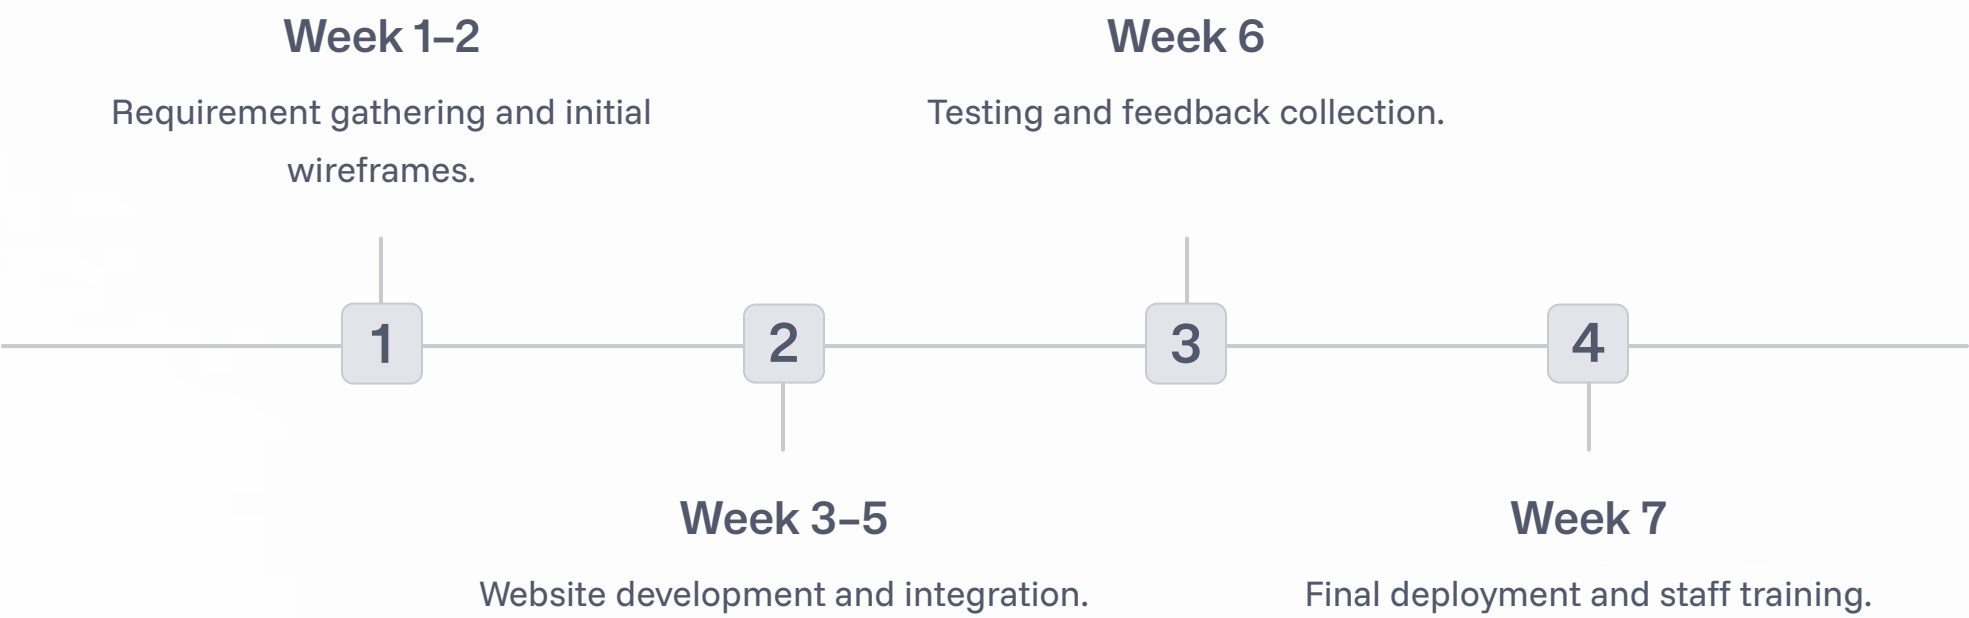 Week 1–2
Requirement gathering and initial
wireframes.
Week 6
Testing and feedback collection.
1
2
3
4
Week 3–5
Website development and integration.
Week 7
Final deployment and staff training.